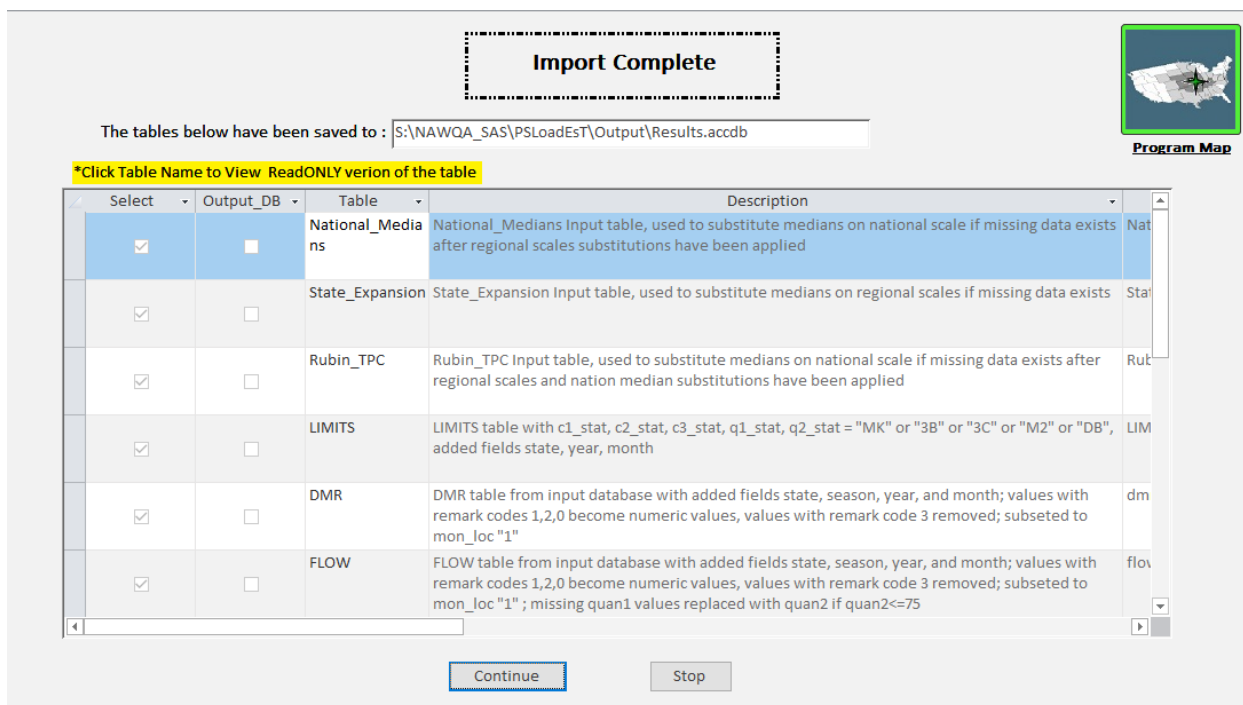 Import Complete
The tables below have been saved to : S:\NAWQA_SAS\PSLoadEsT\Output\Results.accdb
Program Map
*Click Table Name to View ReadONLY verion of the table
Select Output_DB Table Description
National_Media
ns
National_Medians Input table, used to substitute medians on national scale if missing data exists
after regional scales substitutions have been applied
Nat
State_Expansion
State_Expansion Input table, used to substitute medians on regional scales if missing data exists
Stat
Rubin_TPC
Rubin_TPC Input table, used to substitute medians on national scale if missing data exists after
regional scales and nation median substitutions have been applied
Rub
LIMITS
LIMITS table with c1_stat, c2_stat, c3_stat, q1_stat, q2_stat = "MK" or "3B" or "3C" or "M2" or "DB",
added fields state, year, month
LIM
DMR
DMR table from input database with added fields state, season, year, and month; values with
remark codes 1,2,0 become numeric values, values with remark code 3 removed; subseted to
mon_loc "1"
dm
FLOW
FLOW table from input database with added fields state, season, year, and month; values with
remark codes 1,2,0 become numeric values, values with remark code 3 removed; subseted to
mon_loc "1" ; missing quan1 values replaced with quan2 if quan2<=75
flov
Continue
Stop